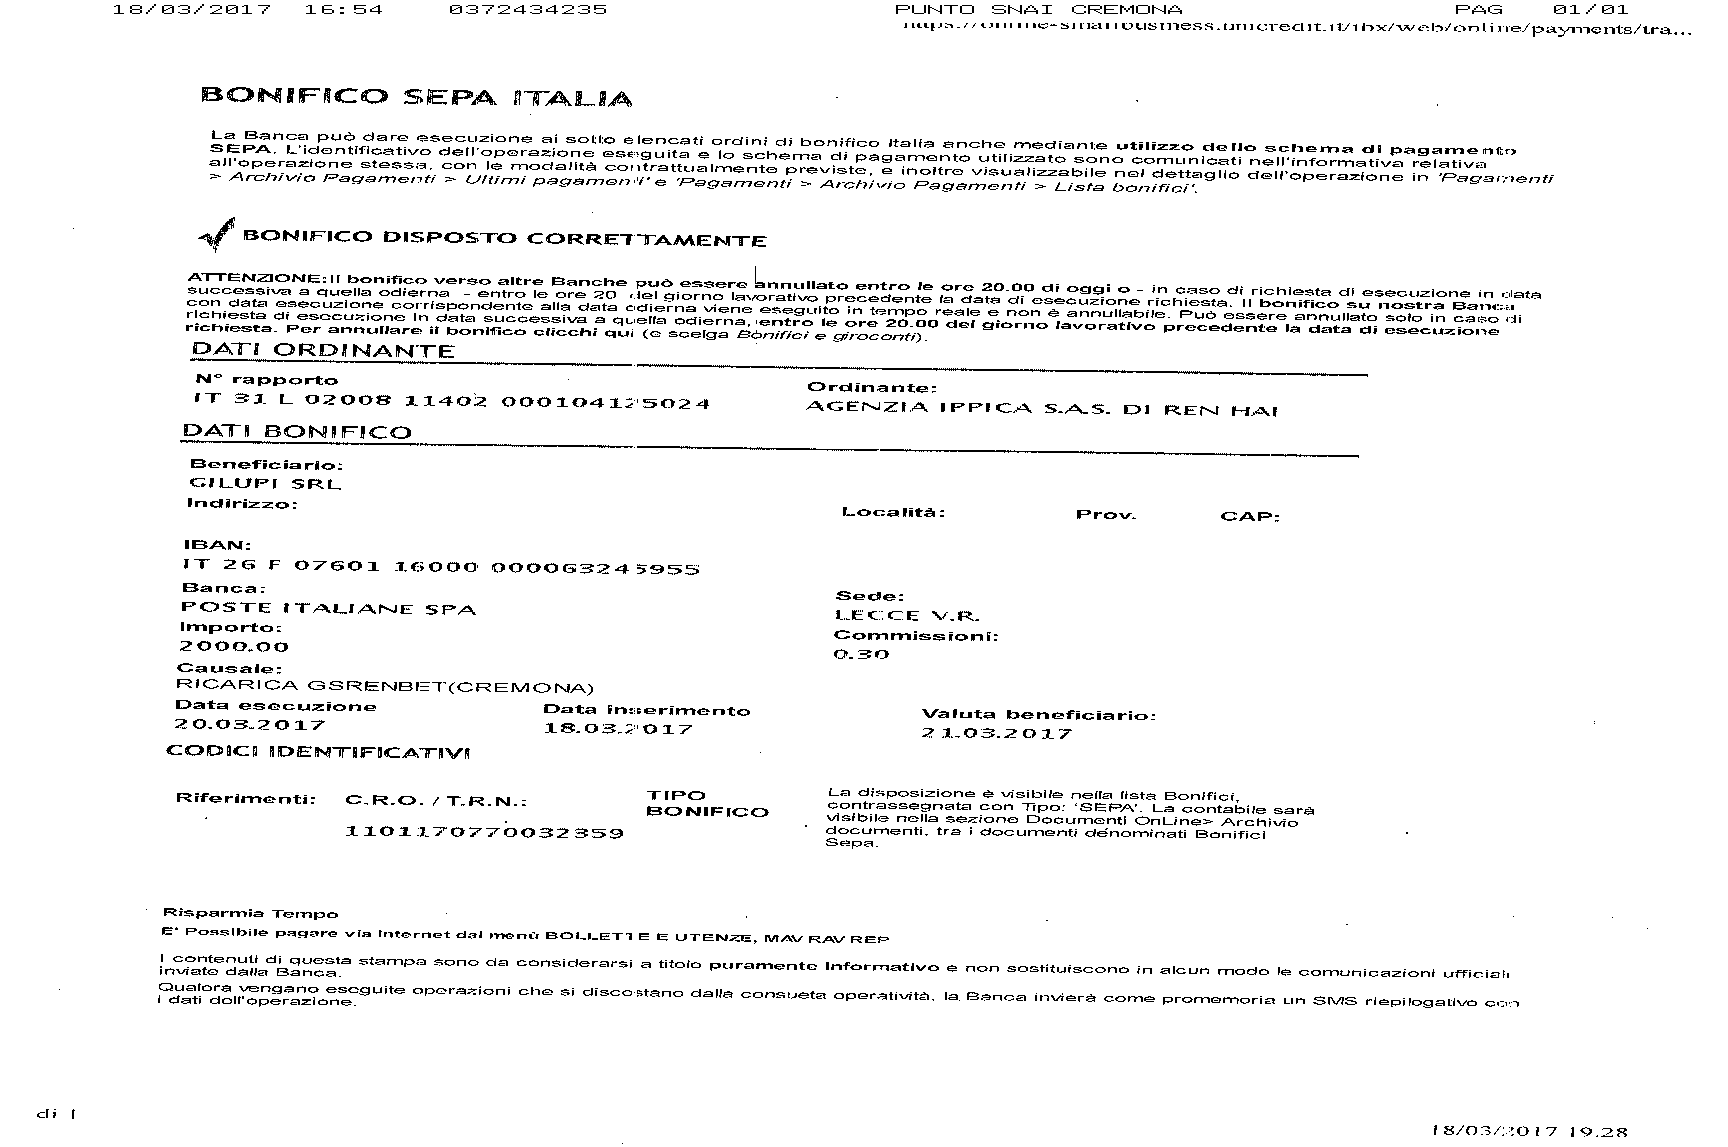 18/03/2017 16:54 0372434235 PUNTO SNAI CREMONA PAG 01/01
https://online-smallbusiness.unicredit.it/ibx/web/online/payments/tra...
BONIFICO SEPA ITALIA
La Banca può dare esecuzione ai sotto elencati ordini di bonifico Italia anche mediante utilizzo dello schema di pagamento
SEPA. L'identificativo dell'operazione eseguita e lo schema di pagamento utilizzato sono comunicati nell'informativa relativa
all'operazione stessa, con le modalità contrattualmente previste, e inoltre visualizzabile nel dettaglio dell'operazione in 'Pagamenti
> Archivio Pagamenti > Ultimi pagamenti' e 'Pagamenti > Archivio Pagamenti > Lista bonifici'.
BONIFICO DISPOSTO CORRETTAMENTE
ATTENZIONE: Il bonifico verso altre Banche può essere annullato entro le ore 20.00 di oggi o - in caso di richiesta di esecuzione in data
successiva a quella odierna - entro le ore 20 del giorno lavorativo precedente la data di esecuzione richiesta. Il bonifico su nostra Banca
con data esecuzione corrispondente alla data odierna viene eseguito in tempo reale e non è annullabile. Può essere annullato solo in caso di
richiesta di esecuzione in data successiva a quella odierna, entro le ore 20.00 del giorno lavorativo precedente la data di esecuzione
richiesta. Per annullare il bonifico clicchi qui (e scelga Bonifici e giroconti).
DATI ORDINANTE
N° rapporto Ordinante:
IT 31 L 02008 11402 000104125024 AGENZIA IPPICA S.A.S. DI REN HAI
DATI BONIFICO
Beneficiario:
GILUPI SRL
Indirizzo: Località: Prov. CAP:
IBAN:
IT 26 F 07601 16000 000063245955
Banca: Sede:
POSTE ITALIANE SPA LECCE V.R.
Importo: Commissioni:
2000.00 0.30
Causale:
RICARICA GSRENBET(CREMONA)
Data esecuzione Data inserimento Valuta beneficiario:
20.03.2017 18.03.2017 21.03.2017
CODICI IDENTIFICATIVI
Riferimenti: C.R.O. / T.R.N.: TIPO BONIFICO
1101170770032359
La disposizione è visibile nella lista Bonifici,
contrassegnata con Tipo: 'SEPA'. La contabile sarà
visibile nella sezione Documenti OnLine> Archivio
documenti, tra i documenti denominati Bonifici
Sepa.
Risparmia Tempo
E' Possibile pagare via Internet dal menù BOLLETTE E UTENZE, MAV RAV REP
I contenuti di questa stampa sono da considerarsi a titolo puramente Informativo e non sostituiscono in alcun modo le comunicazioni ufficiali
inviate dalla Banca.
Qualora vengano eseguite operazioni che si discostano dalla consueta operatività, la Banca invierà come promemoria un SMS riepilogativo con
i dati dell'operazione.
di 1
18/03/2017 19.28